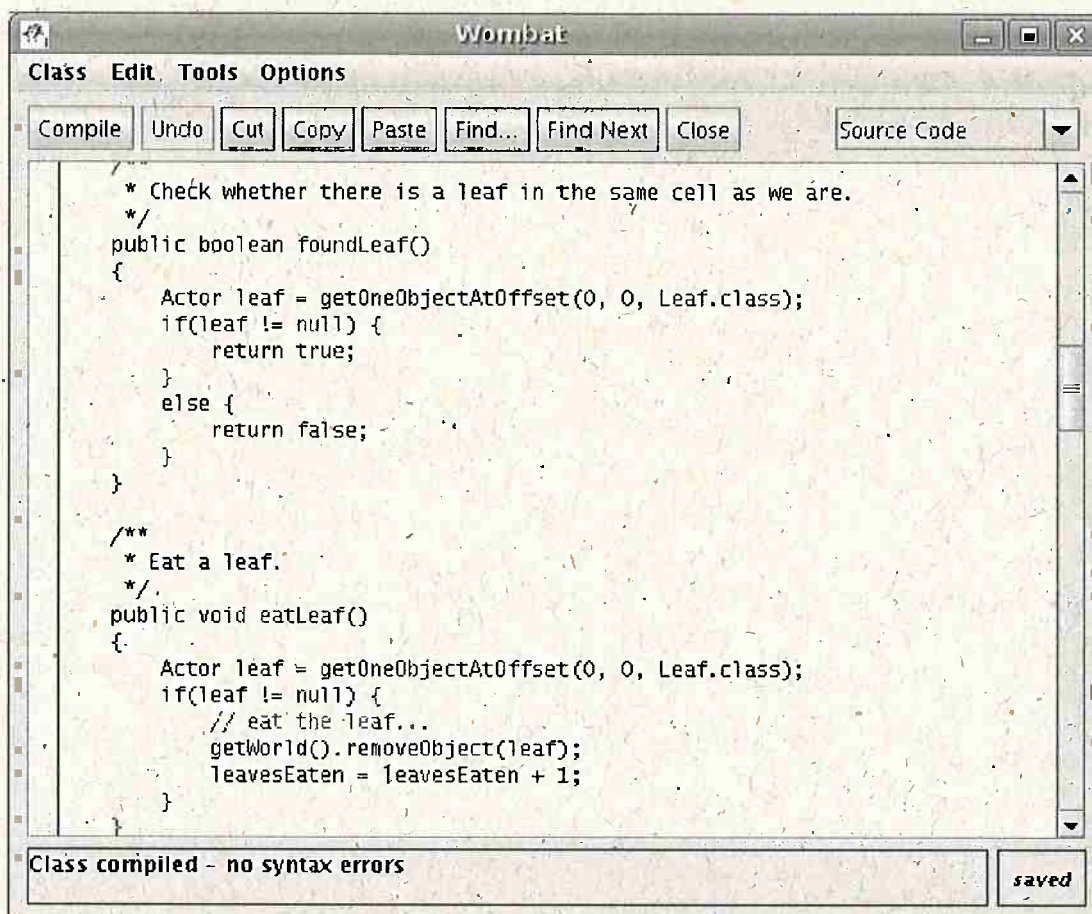 Wombat
Class Edit Tools Options
Compile Undo Cut Copy Paste Find... Find Next Close Source Code
/**
* Check whether there is a leaf in the same cell as we are.
*/
public boolean foundLeaf()
{
Actor leaf = getOneObjectAtOffset(0, 0, Leaf.class);
if(leaf != null) {
return true;
}
else {
return false;
}
}
/**
* Eat a leaf.
*/
public void eatLeaf()
{
Actor leaf = getOneObjectAtOffset(0, 0, Leaf.class);
if(leaf != null) {
// eat the leaf...
getWorld().removeObject(leaf);
leavesEaten = leavesEaten + 1;
}
}
Class compiled - no syntax errors
saved